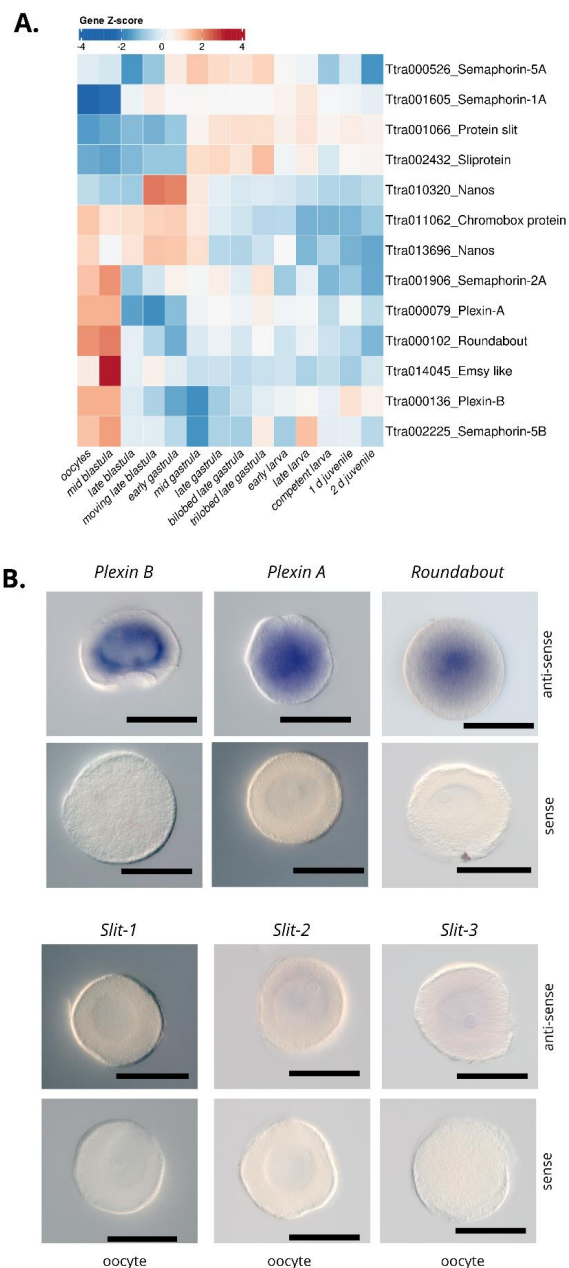 A.
Gene Z-score
-4 -2 0 2 4
Ttra000526_Semaphorin-5A
Ttra001605_Semaphorin-1A
Ttra001066_Protein slit
Ttra002432_Sliprotein
Ttra010320_Nanos
Ttra011062_Chromobox protein
Ttra013696_Nanos
Ttra001906_Semaphorin-2A
Ttra000079_Plexin-A
Ttra000102_Roundabout
Ttra014045_Emsy like
Ttra000136_Plexin-B
Ttra002225_Semaphorin-5B
oocytes
mid blastula
late blastula
moving late blastula
early gastrula
mid gastrula
late gastrula
bilobed late gastrula
trilobed late gastrula
early larva
late larva
competent larva
1 d juvenile
2 d juvenile
B.
Plexin B Plexin A Roundabout
anti-sense
sense
Slit-1 Slit-2 Slit-3
anti-sense
sense
oocyte oocyte oocyte